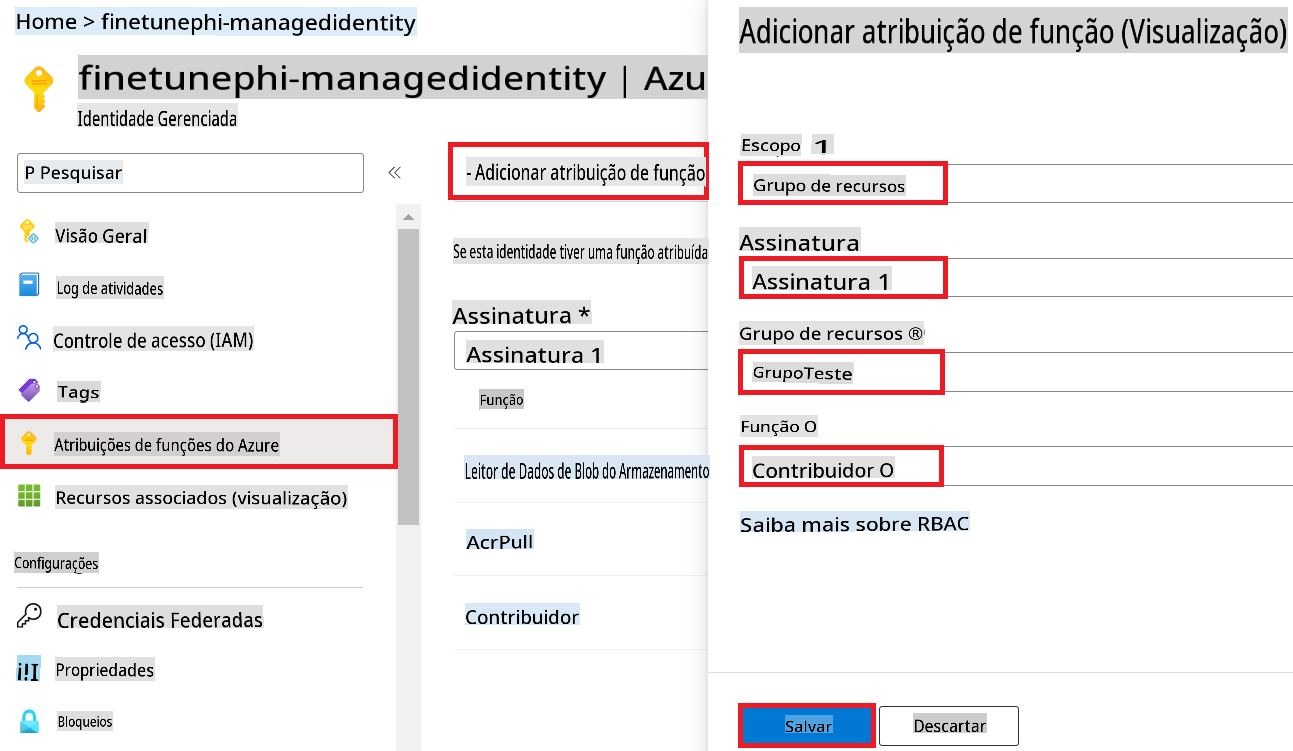 Home > finetunephi-managedidentity
finetunephi-managedidentity | Azu
Identidade Gerenciada
P Pesquisar
Visão Geral
Log de atividades
Controle de acesso (IAM)
Tags
Atribuições de funções do Azure
Recursos associados (visualização)
Configurações
Credenciais Federadas
Propriedades
Bloqueios
- Adicionar atribuição de função
Se esta identidade tiver uma função atribuída
Assinatura *
Assinatura 1
Função
Leitor de Dados de Blob do Armazenamento
AcrPull
Contribuidor
Adicionar atribuição de função (Visualização)
Escopo 1
Grupo de recursos
Assinatura
Assinatura 1
Grupo de recursos ®
GrupoTeste
Função O
Contribuidor O
Saiba mais sobre RBAC
Salvar
Descartar